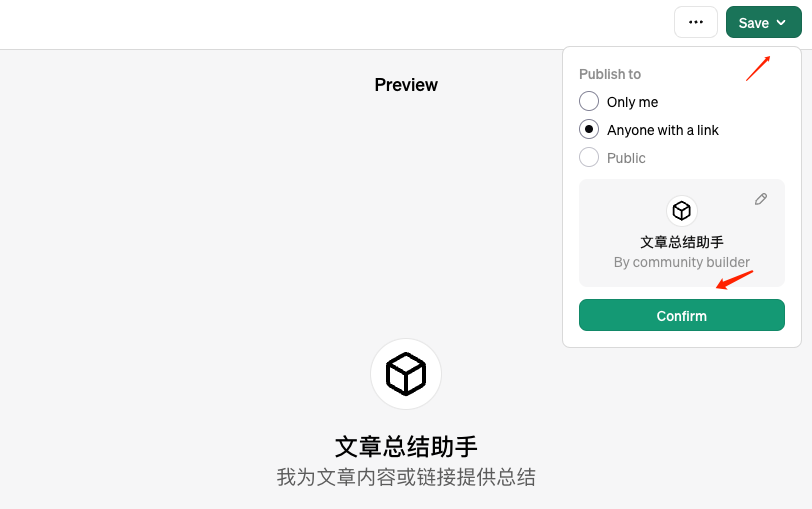 Save
Preview
Publish to
Only me
Anyone with a link
Public
文章总结助手
By community builder
Confirm
文章总结助手
我为文章内容或链接提供总结